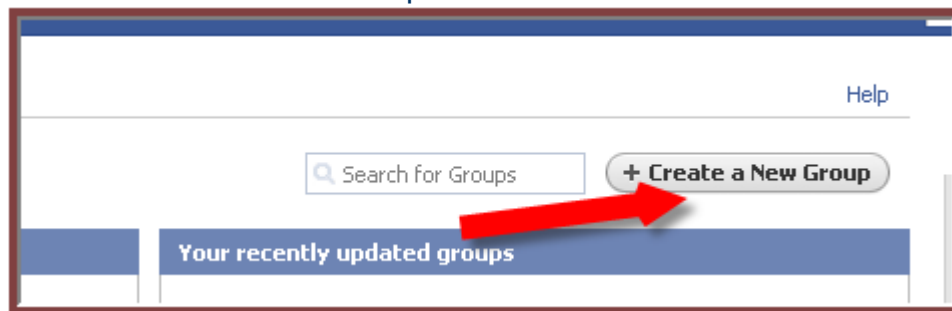 Help
Search for Groups
+ Create a New Group
Your recently updated groups